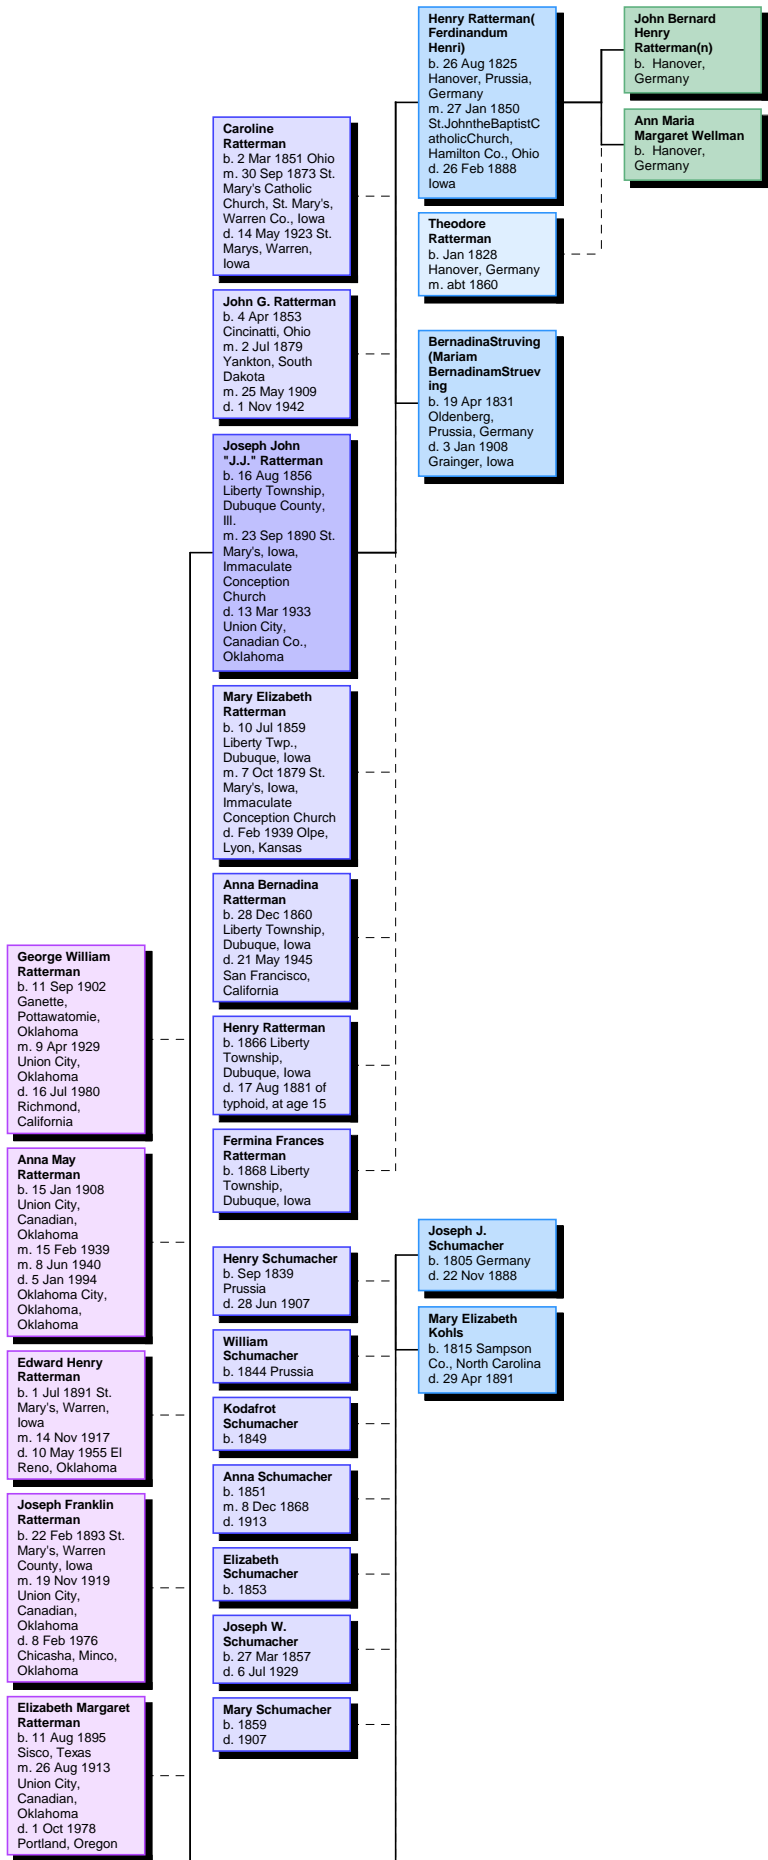 Henry Ratterman(
Ferdinandum
Henri)
b. 26 Aug 1825
Hanover, Prussia,
Germany
m. 27 Jan 1850
St.JohntheBaptistC
atholicChurch,
Hamilton Co., Ohio
d. 26 Feb 1888
Iowa
John Bernard
Henry
Ratterman(n)
b.  Hanover,
Germany
Ann Maria
Margaret Wellman
b.  Hanover,
Germany
Caroline
Ratterman
b. 2 Mar 1851 Ohio
m. 30 Sep 1873 St.
Mary's Catholic
Church, St. Mary's,
Warren Co., Iowa
d. 14 May 1923 St.
Marys, Warren,
Iowa
Theodore
Ratterman
b. Jan 1828
Hanover, Germany
m. abt 1860
John G. Ratterman
b. 4 Apr 1853
Cincinatti, Ohio
m. 2 Jul 1879
Yankton, South
Dakota
m. 25 May 1909
d. 1 Nov 1942
BernadinaStruving
(Mariam
BernadinamStruev
ing
b. 19 Apr 1831
Oldenberg,
Prussia, Germany
d. 3 Jan 1908
Grainger, Iowa
Joseph John
"J.J." Ratterman
b. 16 Aug 1856
Liberty Township,
Dubuque County,
Ill.
m. 23 Sep 1890 St.
Mary's, Iowa,
Immaculate
Conception
Church
d. 13 Mar 1933
Union City,
Canadian Co.,
Oklahoma
Mary Elizabeth
Ratterman
b. 10 Jul 1859
Liberty Twp.,
Dubuque, Iowa
m. 7 Oct 1879 St.
Mary's, Iowa,
Immaculate
Conception Church
d. Feb 1939 Olpe,
Lyon, Kansas
Anna Bernadina
Ratterman
b. 28 Dec 1860
Liberty Township,
Dubuque, Iowa
d. 21 May 1945
San Francisco,
California
Henry Ratterman
b. 1866 Liberty
Township,
Dubuque, Iowa
d. 17 Aug 1881 of
typhoid, at age 15
Fermina Frances
Ratterman
b. 1868 Liberty
Township,
Dubuque, Iowa
George William
Ratterman
b. 11 Sep 1902
Ganette,
Pottawatomie,
Oklahoma
m. 9 Apr 1929
Union City,
Oklahoma
d. 16 Jul 1980
Richmond,
California
Anna May
Ratterman
b. 15 Jan 1908
Union City,
Canadian,
Oklahoma
m. 15 Feb 1939
m. 8 Jun 1940
d. 5 Jan 1994
Oklahoma City,
Oklahoma,
Oklahoma
Edward Henry
Ratterman
b. 1 Jul 1891 St.
Mary's, Warren,
Iowa
m. 14 Nov 1917
d. 10 May 1955 El
Reno, Oklahoma
Joseph Franklin
Ratterman
b. 22 Feb 1893 St.
Mary's, Warren
County, Iowa
m. 19 Nov 1919
Union City,
Canadian,
Oklahoma
d. 8 Feb 1976
Chicasha, Minco,
Oklahoma
Elizabeth Margaret
Ratterman
b. 11 Aug 1895
Sisco, Texas
m. 26 Aug 1913
Union City,
Canadian,
Oklahoma
d. 1 Oct 1978
Portland, Oregon
Henry Schumacher
b. Sep 1839
Prussia
d. 28 Jun 1907
William
Schumacher
b. 1844 Prussia
Kodafrot
Schumacher
b. 1849
Anna Schumacher
b. 1851
m. 8 Dec 1868
d. 1913
Elizabeth
Schumacher
b. 1853
Joseph W.
Schumacher
b. 27 Mar 1857
d. 6 Jul 1929
Mary Schumacher
b. 1859
d. 1907
Joseph J.
Schumacher
b. 1805 Germany
d. 22 Nov 1888
Mary Elizabeth
Kohls
b. 1815 Sampson
Co., North Carolina
d. 29 Apr 1891